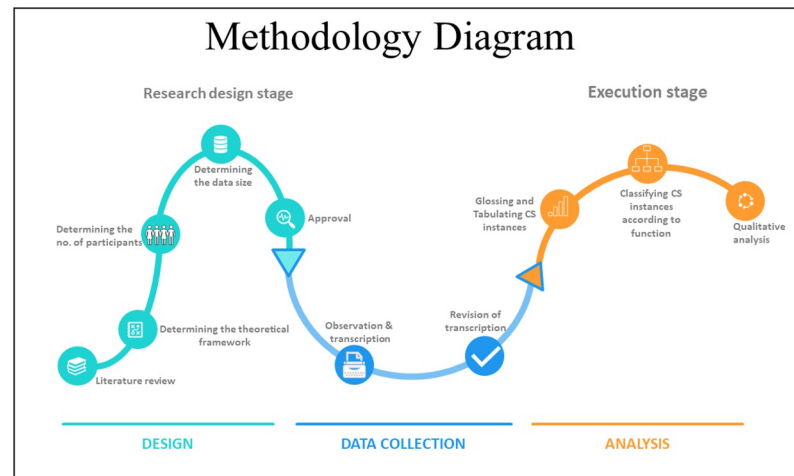 Methodology Diagram
Research design stage
Execution stage
Determining
the data size
Glossing and
Tabulating CS
instances
Classifying CS
instances
according to
function
Qualitative
analysis
Determining the
no. of participants
Approval
Determining the theoretical
framework
Literature review
Observation &
transcription
Revision of
transcription
DESIGN
DATA COLLECTION
ANALYSIS